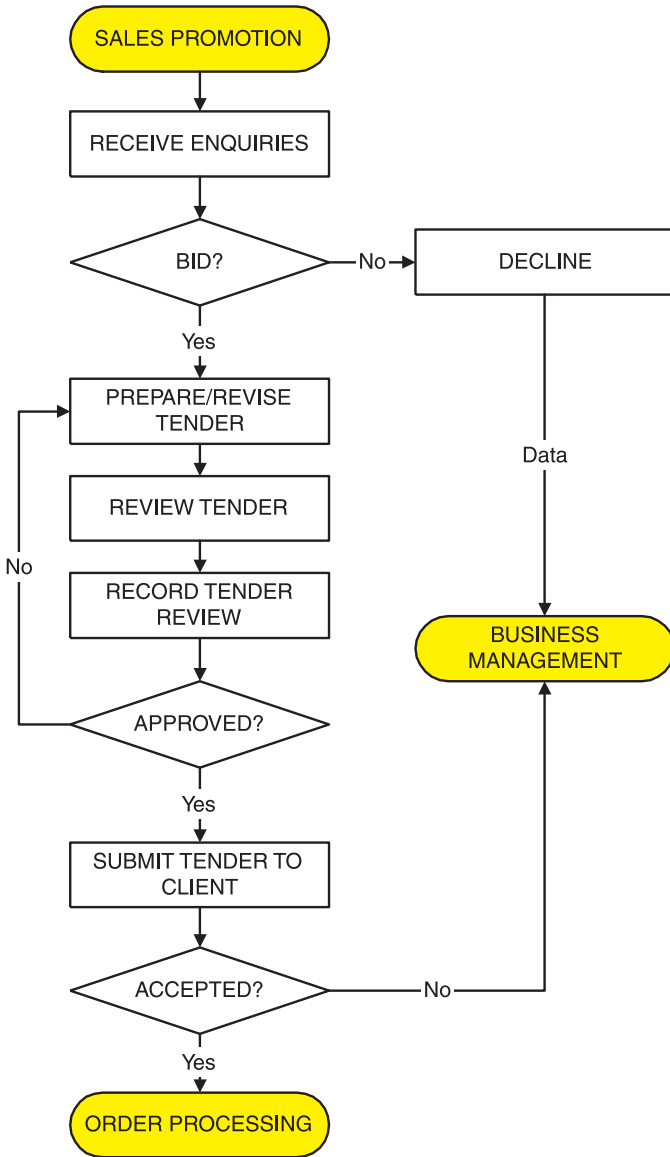 SALES PROMOTION
RECEIVE ENQUIRIES
BID?
No
DECLINE
Yes
PREPARE/REVISE
TENDER
Data
REVIEW TENDER
No
RECORD TENDER
REVIEW
BUSINESS
MANAGEMENT
APPROVED?
Yes
SUBMIT TENDER TO
CLIENT
ACCEPTED?
No
Yes
ORDER PROCESSING